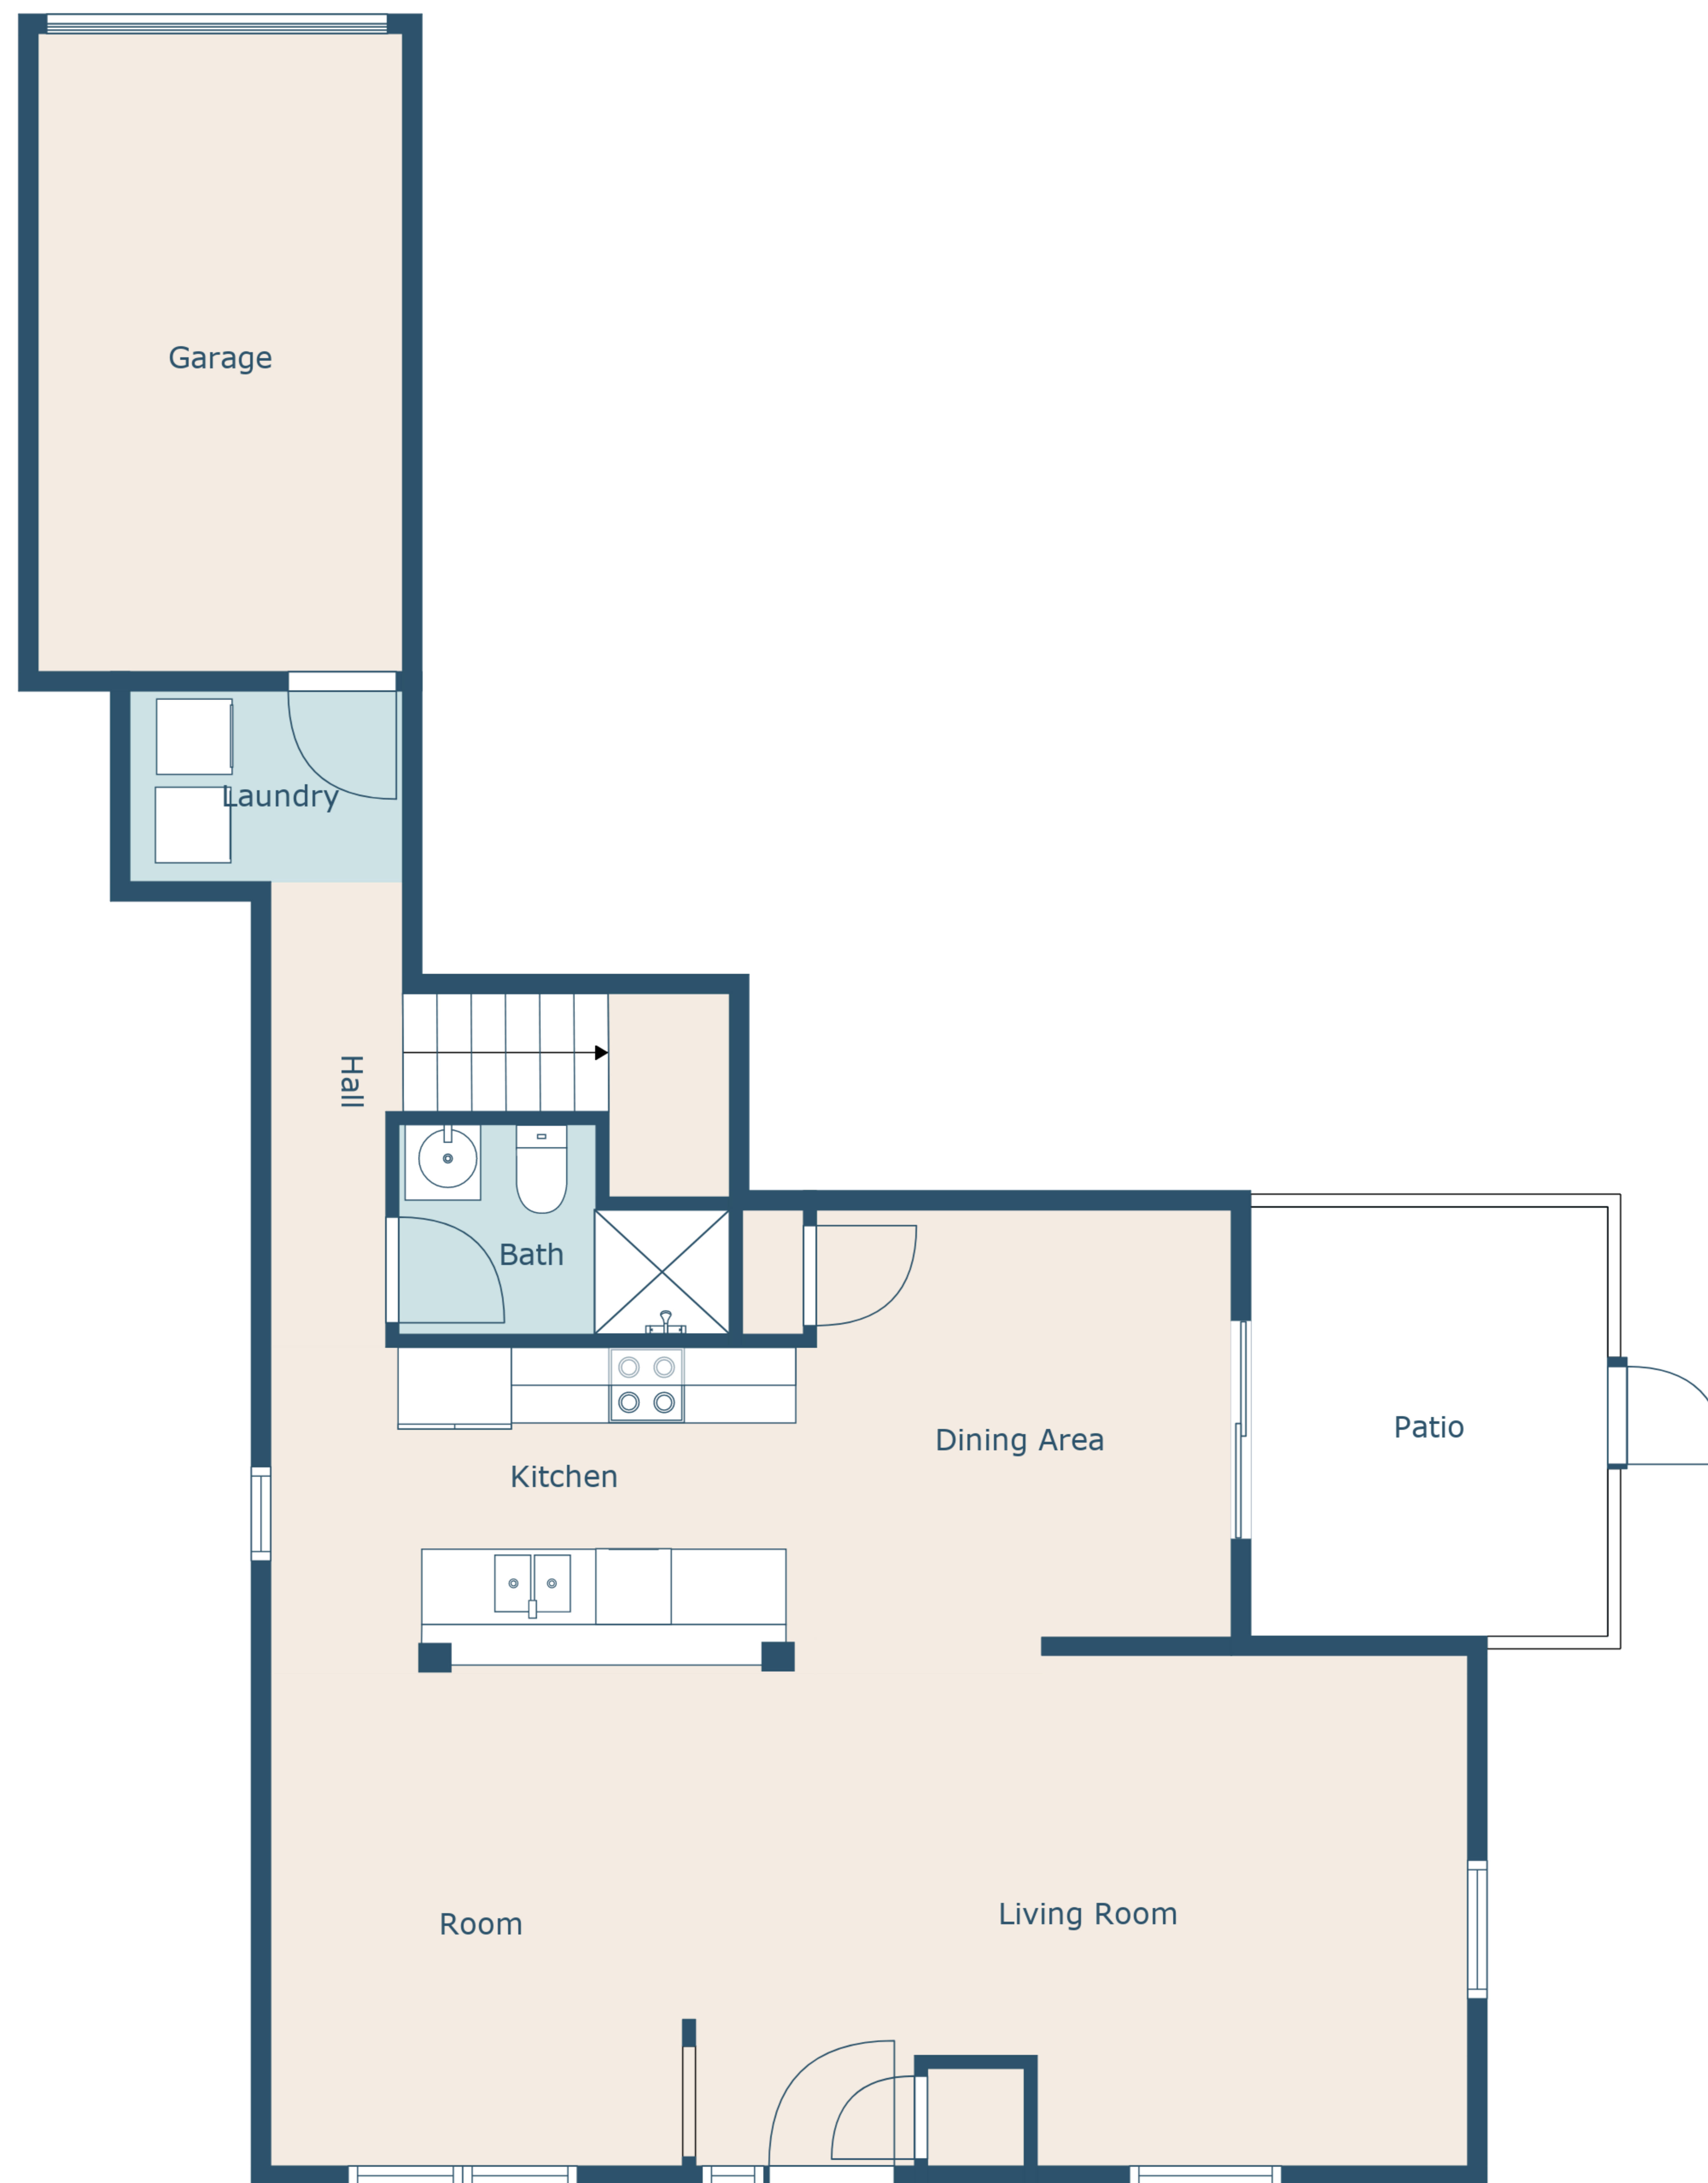 Garage
Laundry
Hall
Bath
Dining Area
Patio
Kitchen
Living Room
Room